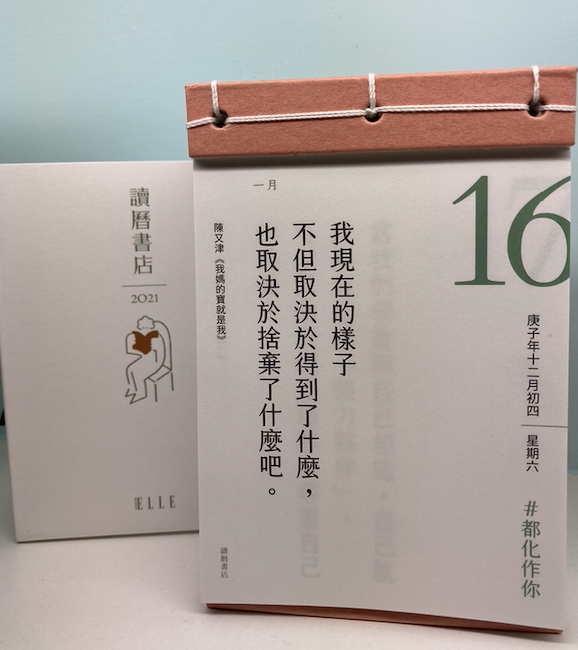 讀曆書店
2021
ELLE
一月
16
庚子年十二月初四
星期六
#都化作你
我現在的樣子
不但取決於得到了什麼，
也取決於捨棄了什麼吧。
陳又津《我媽的寶就是我》
讀曆書店